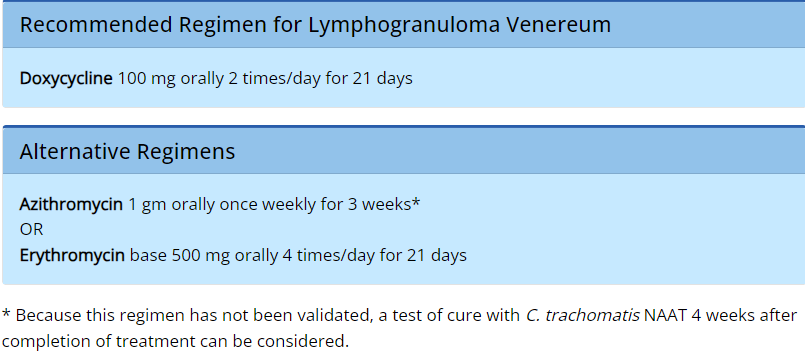 Recommended Regimen for Lymphogranuloma Venereum
Doxycycline 100 mg orally 2 times/day for 21 days
Alternative Regimens
Azithromycin 1 gm orally once weekly for 3 weeks*
OR
Erythromycin base 500 mg orally 4 times/day for 21 days
* Because this regimen has not been validated, a test of cure with C. trachomatis NAAT 4 weeks after
completion of treatment can be considered.